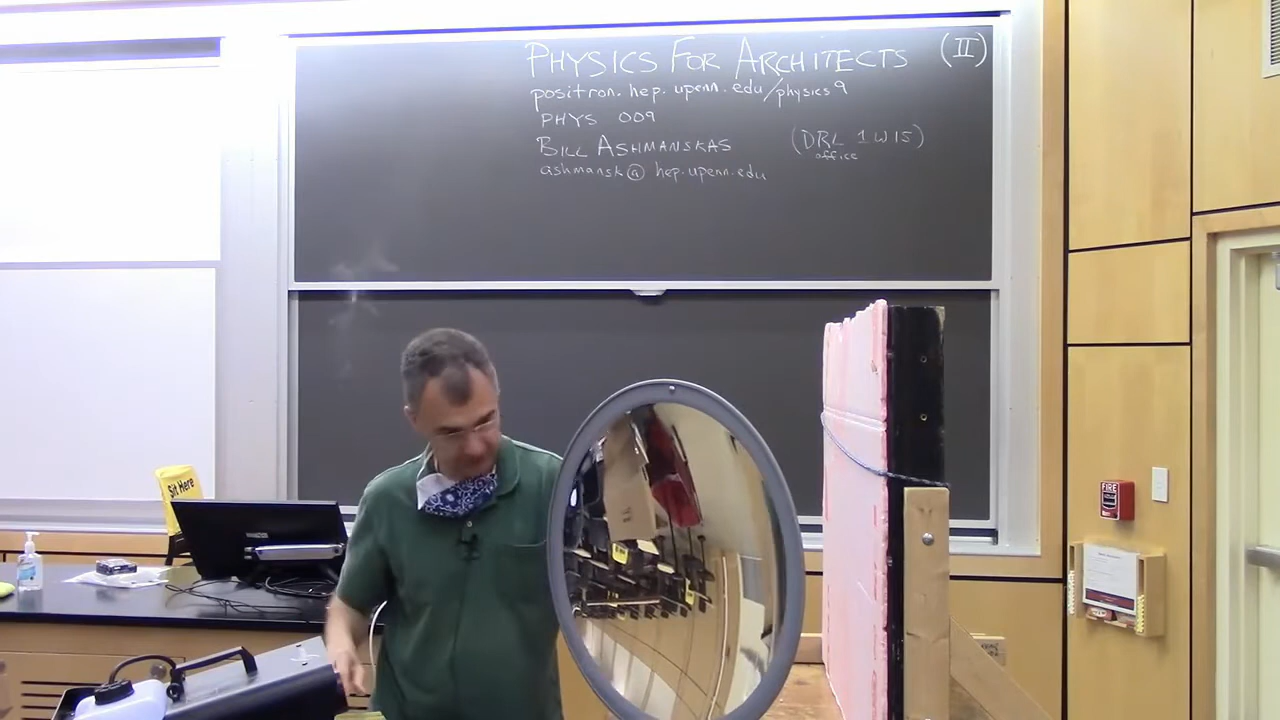 PHYSICS FOR ARCHITECTS (II)
positron.hep.upenn.edu/physics9
PHYS 009
BILL ASHMANSKAS (DRL 1W15)
office
ashmansk@hep.upenn.edu
Sit Here
FIRE